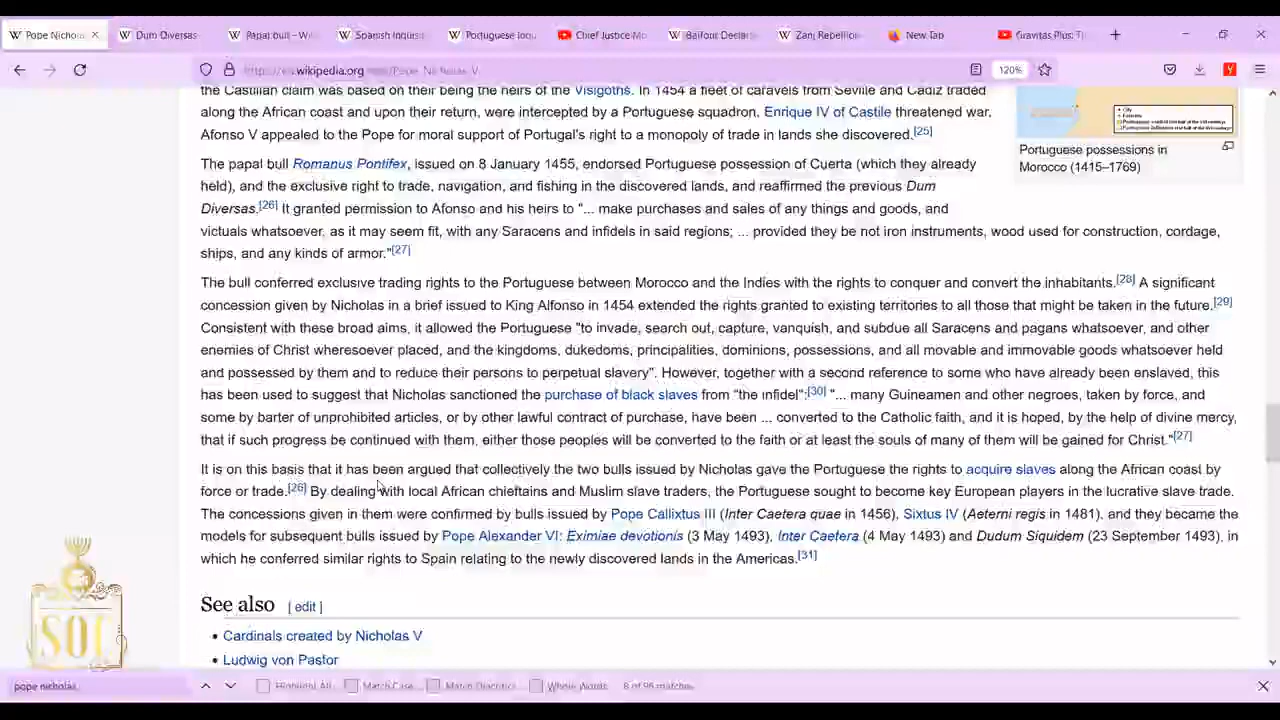 Pope Nichola
Dum Diversas
Papal bull - Wi
Spanish Inquisi
Portuguese Inqu
Chief Justice Mo
Balfour Declara
Zanj Rebellion
New Tab
Gravitas Plus: T
https://en.wikipedia.org/wiki/Pope_Nicholas_V
120%
the Castilian claim was based on their being the heirs of the Visigoths. In 1454 a fleet of caravels from Seville and Cádiz traded
along the African coast and upon their return, were intercepted by a Portuguese squadron. Enrique IV of Castile threatened war.
Afonso V appealed to the Pope for moral support of Portugal's right to a monopoly of trade in lands she discovered.[25]
Portuguese possessions in
Morocco (1415–1769)
The papal bull Romanus Pontifex, issued on 8 January 1455, endorsed Portuguese possession of Cuerta (which they already
held), and the exclusive right to trade, navigation, and fishing in the discovered lands, and reaffirmed the previous Dum
Diversas.[26] It granted permission to Afonso and his heirs to "... make purchases and sales of any things and goods, and
victuals whatsoever, as it may seem fit, with any Saracens and infidels in said regions; ... provided they be not iron instruments, wood used for construction, cordage,
ships, and any kinds of armor."[27]
The bull conferred exclusive trading rights to the Portuguese between Morocco and the Indies with the rights to conquer and convert the inhabitants.[28] A significant
concession given by Nicholas in a brief issued to King Alfonso in 1454 extended the rights granted to existing territories to all those that might be taken in the future.[29]
Consistent with these broad aims, it allowed the Portuguese "to invade, search out, capture, vanquish, and subdue all Saracens and pagans whatsoever, and other
enemies of Christ wheresoever placed, and the kingdoms, dukedoms, principalities, dominions, possessions, and all movable and immovable goods whatsoever held
and possessed by them and to reduce their persons to perpetual slavery". However, together with a second reference to some who have already been enslaved, this
has been used to suggest that Nicholas sanctioned the purchase of black slaves from "the infidel":[30] "... many Guineamen and other negroes, taken by force, and
some by barter of unprohibited articles, or by other lawful contract of purchase, have been ... converted to the Catholic faith, and it is hoped, by the help of divine mercy,
that if such progress be continued with them, either those peoples will be converted to the faith or at least the souls of many of them will be gained for Christ."[27]
It is on this basis that it has been argued that collectively the two bulls issued by Nicholas gave the Portuguese the rights to acquire slaves along the African coast by
force or trade.[26] By dealing with local African chieftains and Muslim slave traders, the Portuguese sought to become key European players in the lucrative slave trade.
The concessions given in them were confirmed by bulls issued by Pope Callixtus III (Inter Caetera quae in 1456), Sixtus IV (Aeterni regis in 1481), and they became the
models for subsequent bulls issued by Pope Alexander VI: Eximiae devotionis (3 May 1493), Inter Caetera (4 May 1493) and Dudum Siquidem (23 September 1493), in
which he conferred similar rights to Spain relating to the newly discovered lands in the Americas.[31]
See also [ edit ]
Cardinals created by Nicholas V
Ludwig von Pastor
SOI
pope nicholas
Highlight All
Match Case
Match Diacritics
Whole Words
8 of 95 matches